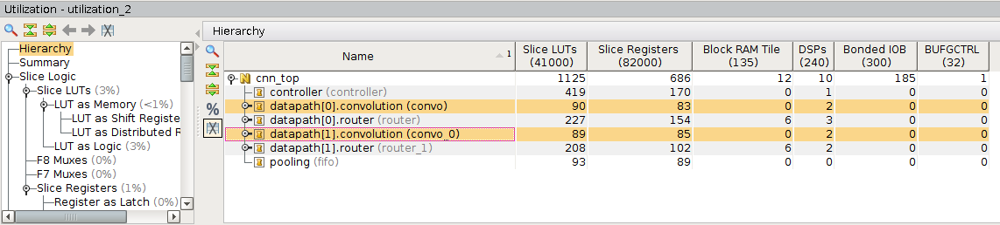 Utilization - utilization_2
Hierarchy
Summary
Slice Logic
Slice LUTs (3%)
LUT as Memory (<1%)
LUT as Shift Registe
LUT as Distributed R
LUT as Logic (3%)
F8 Muxes (0%)
F7 Muxes (0%)
Slice Registers (1%)
Register as Latch (0%)
Hierarchy
Name 1 Slice LUTs (41000) Slice Registers (82000) Block RAM Tile (135) DSPs (240) Bonded IOB (300) BUFGCTRL (32)
cnn_top 1125 686 12 10 185 1
controller (controller) 419 170 0 1 0 0
datapath[0].convolution (convo) 90 83 0 2 0 0
datapath[0].router (router) 227 154 6 3 0 0
datapath[1].convolution (convo_0) 89 85 0 2 0 0
datapath[1].router (router_1) 208 102 6 2 0 0
pooling (fifo) 93 89 0 0 0 0